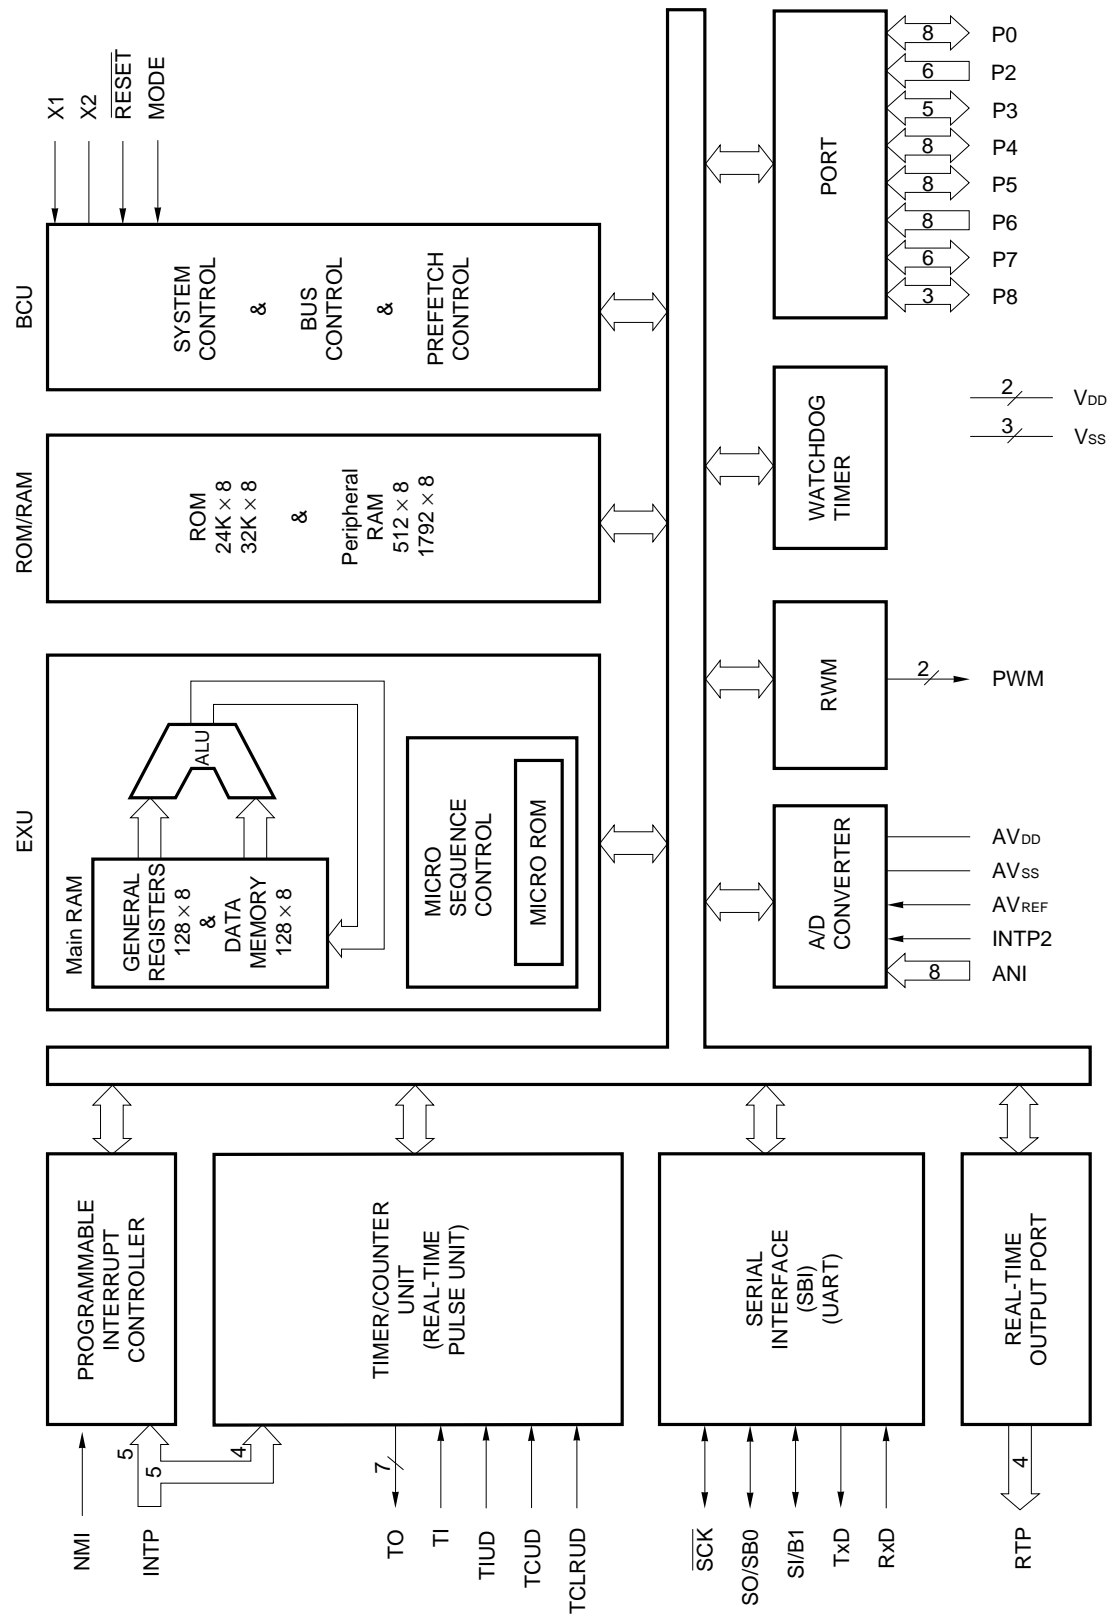 NMI
INTP
5
5
4
PROGRAMMABLE
INTERRUPT
CONTROLLER
TO
7
TI
TIUD
TCUD
TCLRUD
TIMER/COUNTER
UNIT
(REAL-TIME
PULSE UNIT)
SCK
SO/SB0
SI/B1
TxD
RxD
SERIAL
INTERFACE
(SBI)
(UART)
RTP
4
REAL-TIME
OUTPUT PORT
EXU
Main RAM
GENERAL
REGISTERS
128 × 8
&
DATA
MEMORY
128 × 8
ALU
MICRO
SEQUENCE
CONTROL
MICRO ROM
ROM/RAM
ROM
24K × 8
32K × 8
&
Peripheral
RAM
512 × 8
1792 × 8
BCU
SYSTEM
CONTROL
&
BUS
CONTROL
&
PREFETCH
CONTROL
X1
X2
RESET
MODE
A/D
CONVERTER
AVDD
AVSS
AVREF
INTP2
8
ANI
RWM
2
PWM
WATCHDOG
TIMER
2
VDD
3
VSS
PORT
8
P0
6
P2
5
P3
8
P4
8
P5
8
P6
6
P7
3
P8